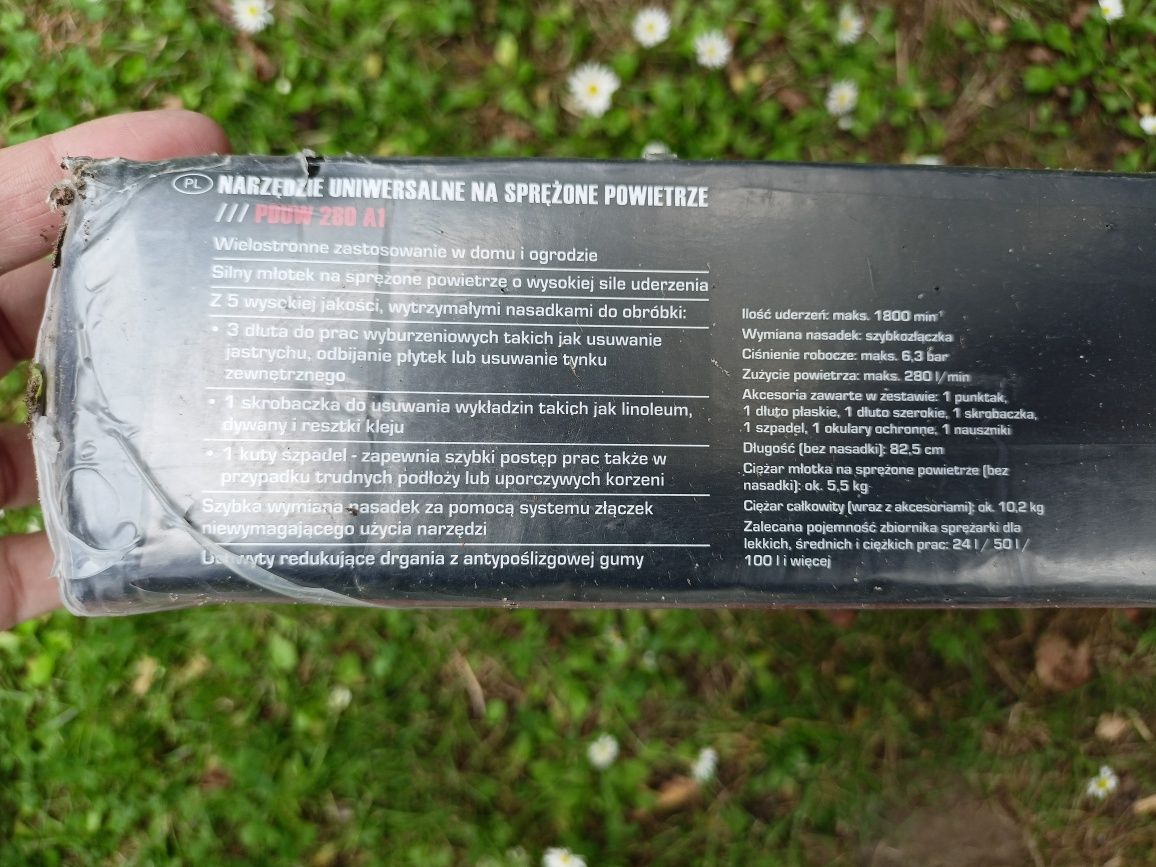 PL NARZĘDZIE UNIWERSALNE NA SPRĘŻONE POWIETRZE
/// PDUW 280 A1
Wielostronne zastosowanie w domu i ogrodzie
Silny młotek na sprężone powietrze o wysokiej sile uderzenia
Z 5 wysokiej jakości, wytrzymałymi nasadkami do obróbki:
• 3 dłuta do prac wyburzeniowych takich jak usuwanie
jastrychu, odbijanie płytek lub usuwanie tynku
zewnętrznego
• 1 skrobaczka do usuwania wykładzin takich jak linoleum,
dywany i resztki kleju
• 1 kuty szpadel - zapewnia szybki postęp prac także w
przypadku trudnych podłoży lub uporczywych korzeni
Szybka wymiana nasadek za pomocą systemu złączek
niewymagającego użycia narzędzi
Uchwyty redukujące drgania z antypoślizgowej gumy
Ilość uderzeń: maks. 1800 min⁻¹
Wymiana nasadek: szybkozłączka
Ciśnienie robocze: maks. 6,3 bar
Zużycie powietrza: maks. 280 l/min
Akcesoria zawarte w zestawie: 1 punktak,
1 dłuto płaskie, 1 dłuto szerokie, 1 skrobaczka,
1 szpadel, 1 okulary ochronne, 1 nauszniki
Długość (bez nasadki): 82,5 cm
Ciężar młotka na sprężone powietrze (bez
nasadki): ok. 5,5 kg
Ciężar całkowity (wraz z akcesoriami): ok. 10,2 kg
Zalecana pojemność zbiornika sprężarki dla
lekkich, średnich i ciężkich prac: 24 l / 50 l /
100 l i więcej